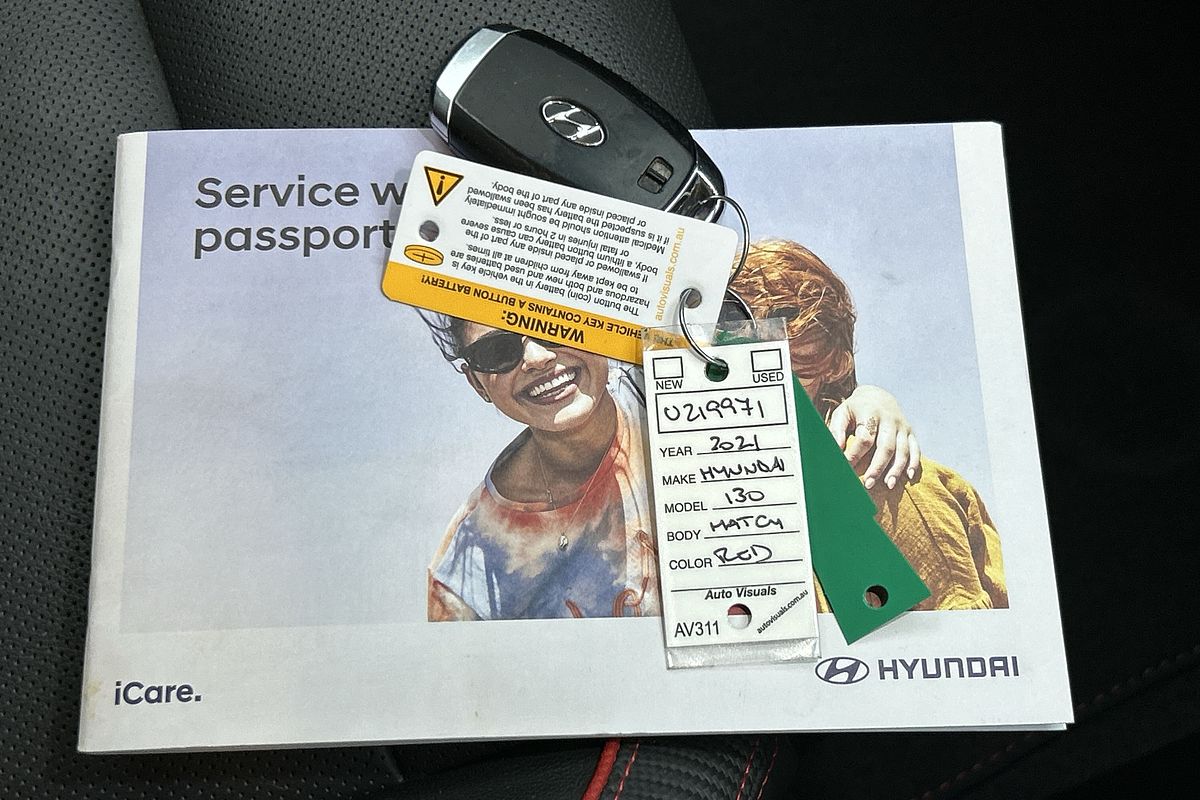 Service w
passport
WARNING:
VEHICLE KEY CONTAINS A BUTTON BATTERY!
The button (coin) battery in the vehicle key is
hazardous and both new and used batteries are
to be kept away from children at all times.
If swallowed or placed inside any part of the
body, a lithium button battery can cause severe
or fatal injuries in 2 hours or less.
Medical attention should be sought immediately
if it is suspected the battery has been swallowed
or placed inside any part of the body.
autovisuals.com.au
NEW USED
U219971
YEAR 2021
MAKE HYUNDAI
MODEL i30
BODY HATCH
COLOR RED
Auto Visuals
AV311 autovisuals.com.au
iCare.
HYUNDAI